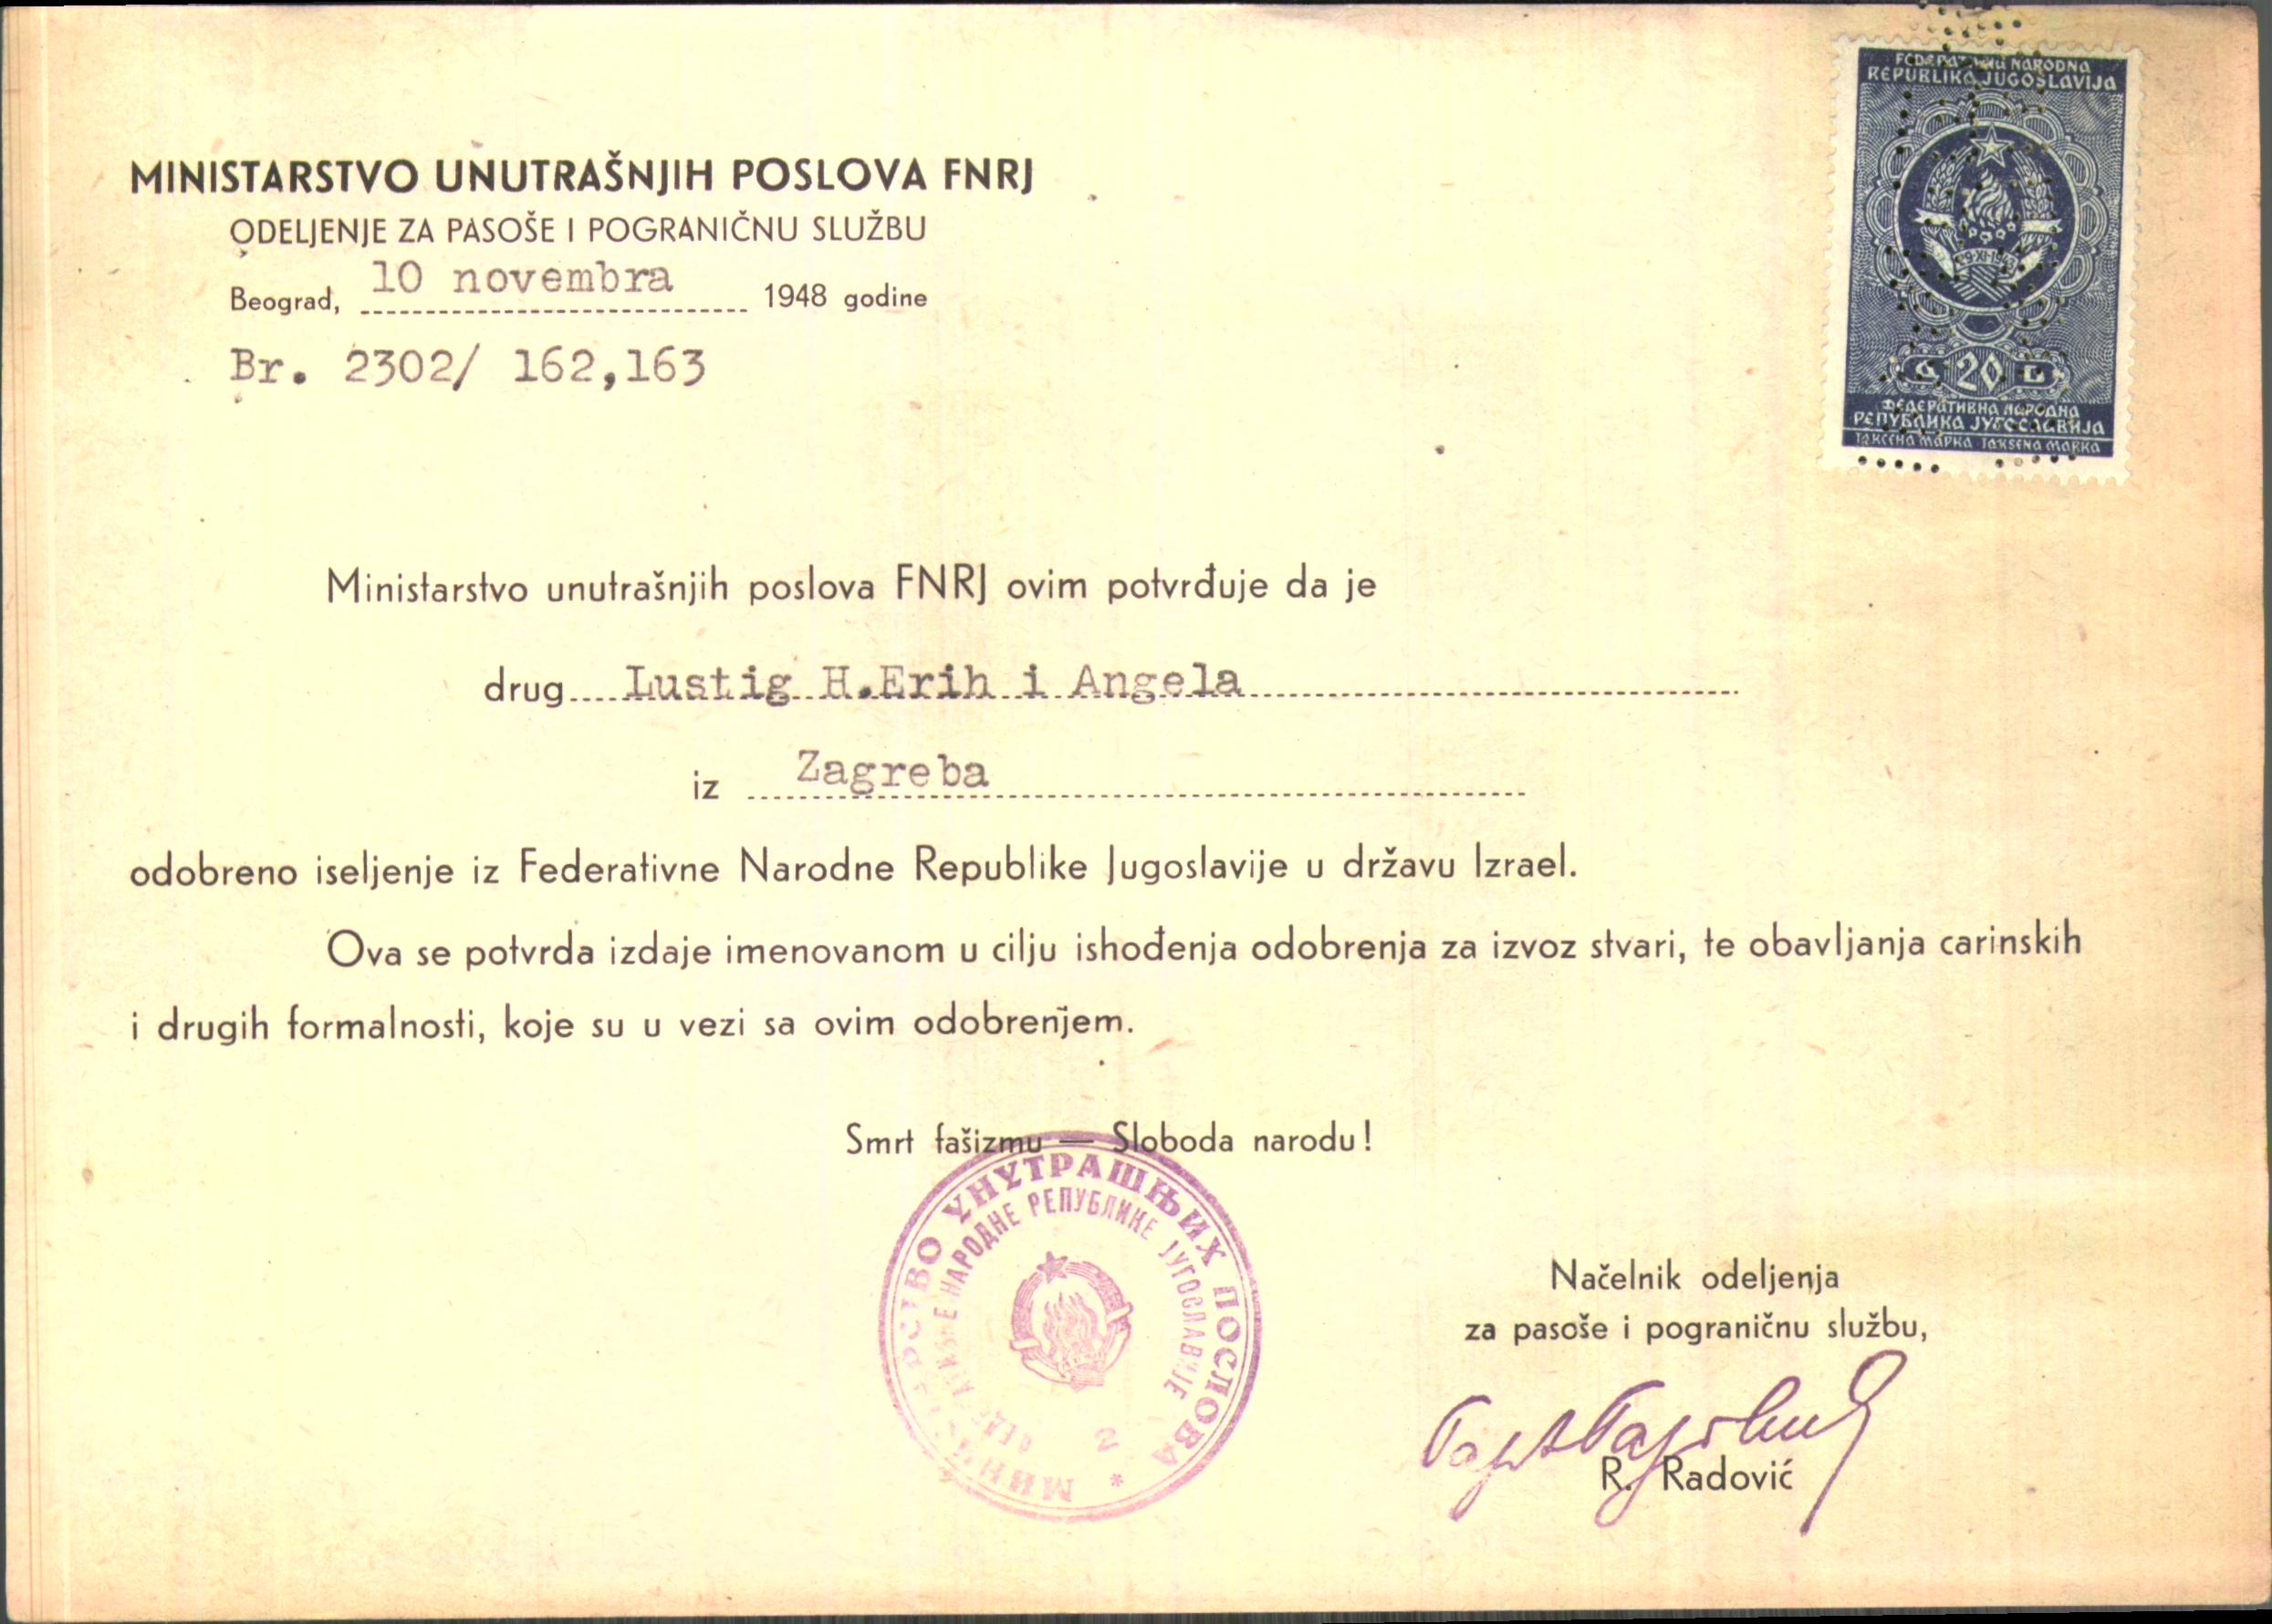 FEDERATIVNA NARODNA
REPUBLIKA JUGOSLAVIJA
20
ФЕДЕРАТИВНА НАРОДНА
РЕПУБЛИКА ЈУГОСЛАВИЈА
ТАКСЕНА МАРКА TAKSENA MARKA
MINISTARSTVO UNUTRAŠNJIH POSLOVA FNRJ
ODELJENJE ZA PASOŠE I POGRANIČNU SLUŽBU
Beograd, 10 novembra 1948 godine
Br. 2302/ 162,163
Ministarstvo unutrašnjih poslova FNRJ ovim potvrđuje da je
drug Lustig H.Erih i Angela
iz Zagreba
odobreno iseljenje iz Federativne Narodne Republike Jugoslavije u državu Izrael.
Ova se potvrda izdaje imenovanom u cilju ishođenja odobrenja za izvoz stvari, te obavljanja carinskih
i drugih formalnosti, koje su u vezi sa ovim odobrenjem.
Smrt fašizmu — Sloboda narodu!
УНУТРАШЊИХ ПОСЛОВА
НАРОДНЕ РЕПУБЛИКЕ ЈУГОСЛАВИЈЕ
2
Načelnik odeljenja
za pasoše i pograničnu službu,
R. Radović